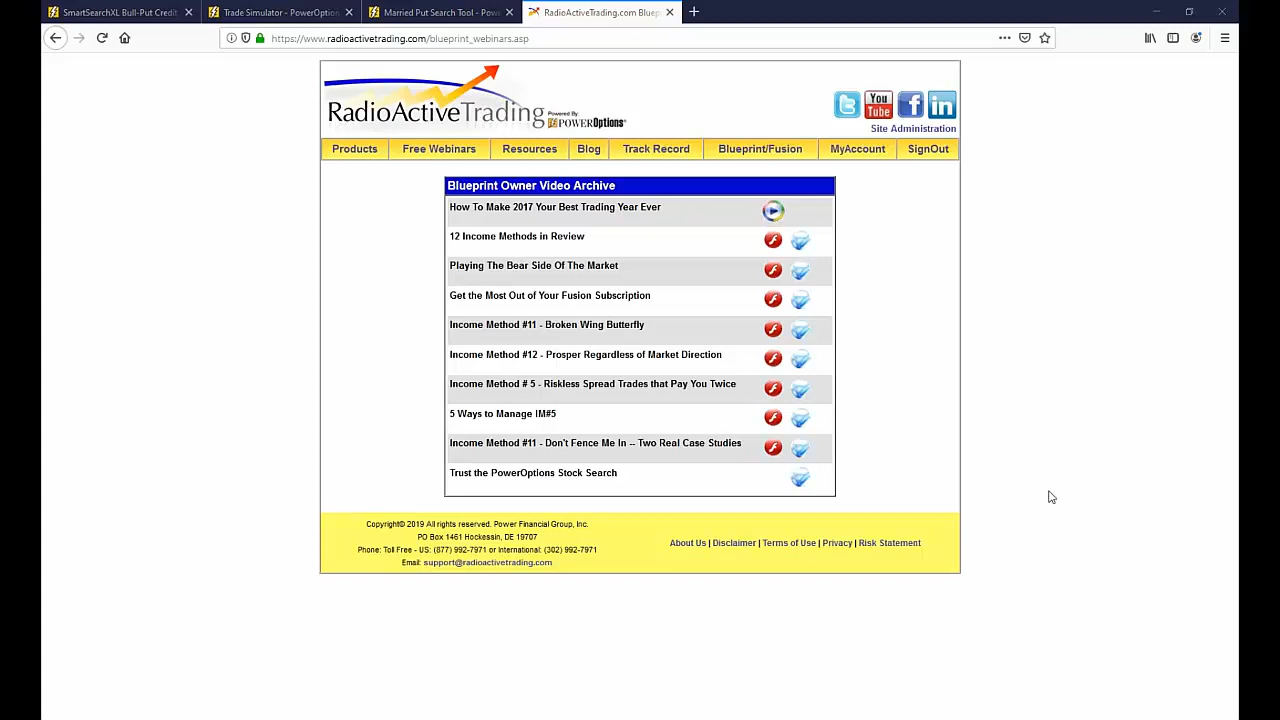 SmartSearchXL Bull-Put Credit
Trade Simulator - PowerOption
Married Put Search Tool - Powe
RadioActiveTrading.com Bluep
https://www.radioactivetrading.com/blueprint_webinars.asp
RadioActiveTrading Powered By: POWEROptions
You Tube
Site Administration
Products Free Webinars Resources Blog Track Record Blueprint/Fusion MyAccount SignOut
Blueprint Owner Video Archive
How To Make 2017 Your Best Trading Year Ever
12 Income Methods in Review
Playing The Bear Side Of The Market
Get the Most Out of Your Fusion Subscription
Income Method #11 - Broken Wing Butterfly
Income Method #12 - Prosper Regardless of Market Direction
Income Method # 5 - Riskless Spread Trades that Pay You Twice
5 Ways to Manage IM#5
Income Method #11 - Don't Fence Me In -- Two Real Case Studies
Trust the PowerOptions Stock Search
Copyright© 2019 All rights reserved. Power Financial Group, Inc.
PO Box 1461 Hockessin, DE 19707
Phone: Toll Free - US: (877) 992-7971 or International: (302) 992-7971
Email: support@radioactivetrading.com
About Us | Disclaimer | Terms of Use | Privacy | Risk Statement